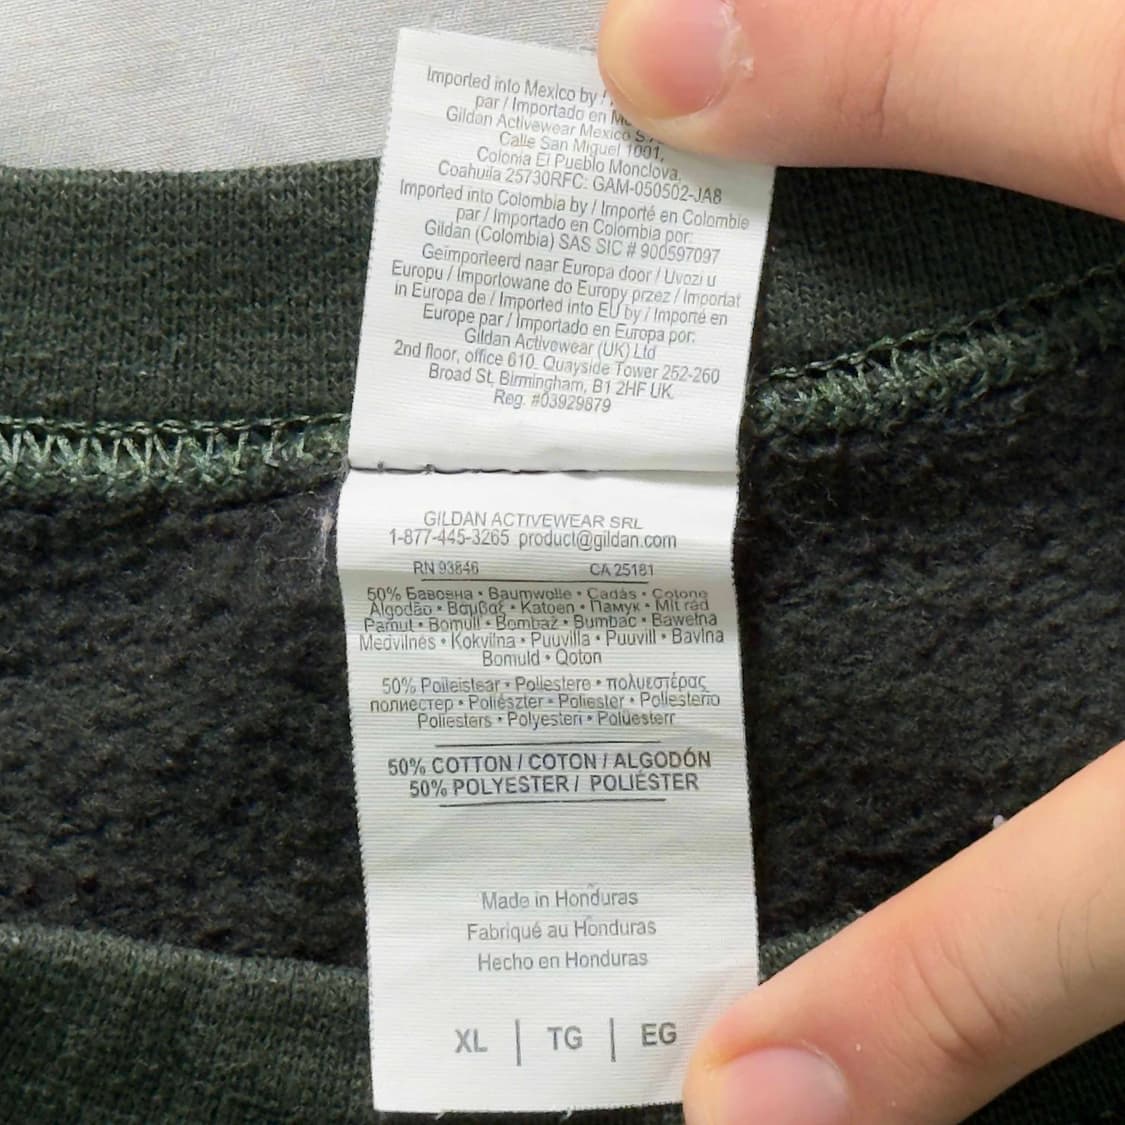 Imported into Mexico by /
par / Importado en
Gildan Activewear Mexico
Calle San Miguel 1001,
Colonia El Pueblo Monclova,
Coahuila 25730RFC: GAM-050502-JA8
Imported into Colombia by / Importé en Colombie
par / Importado en Colombia por:
Gildan (Colombia) SAS SIC # 900597097
Geïmporteerd naar Europa door / Uvozi u
Europu / Importowane do Europy przez / Importat
in Europa de / Imported into EU by / Importé en
Europe par / Importado en Europa por:
Gildan Activewear (UK) Ltd
2nd floor, office 610, Quayside Tower 252-260
Broad St, Birmingham, B1 2HF UK.
Reg. #03929879
GILDAN ACTIVEWEAR SRL
1-877-445-3265 product@gildan.com
RN 93846 CA 25181
50% Бавовна • Baumwolle • Cadás • Cotone
Algodão • Βαμβαξ • Katoen • Памук • Mit rád
Pamut • Bomull • Bombaž • Bumbac • Bawełna
Medvilnės • Kokvilna • Puuvilla • Puuvill • Bavlna
Bomuld • Qoton
50% Poileistear • Poliestere • πολυεστέρας
полиестер • Poliészter • Poliester • Poliesterio
Poliesters • Polyesteri • Polüesterr
50% COTTON / COTON / ALGODÓN
50% POLYESTER / POLIÉSTER
Made in Honduras
Fabriqué au Honduras
Hecho en Honduras
XL | TG | EG